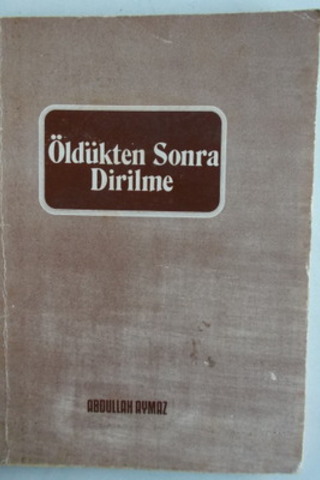 Öldükten Sonra
Dirilme
ABDULLAH AYMAZ